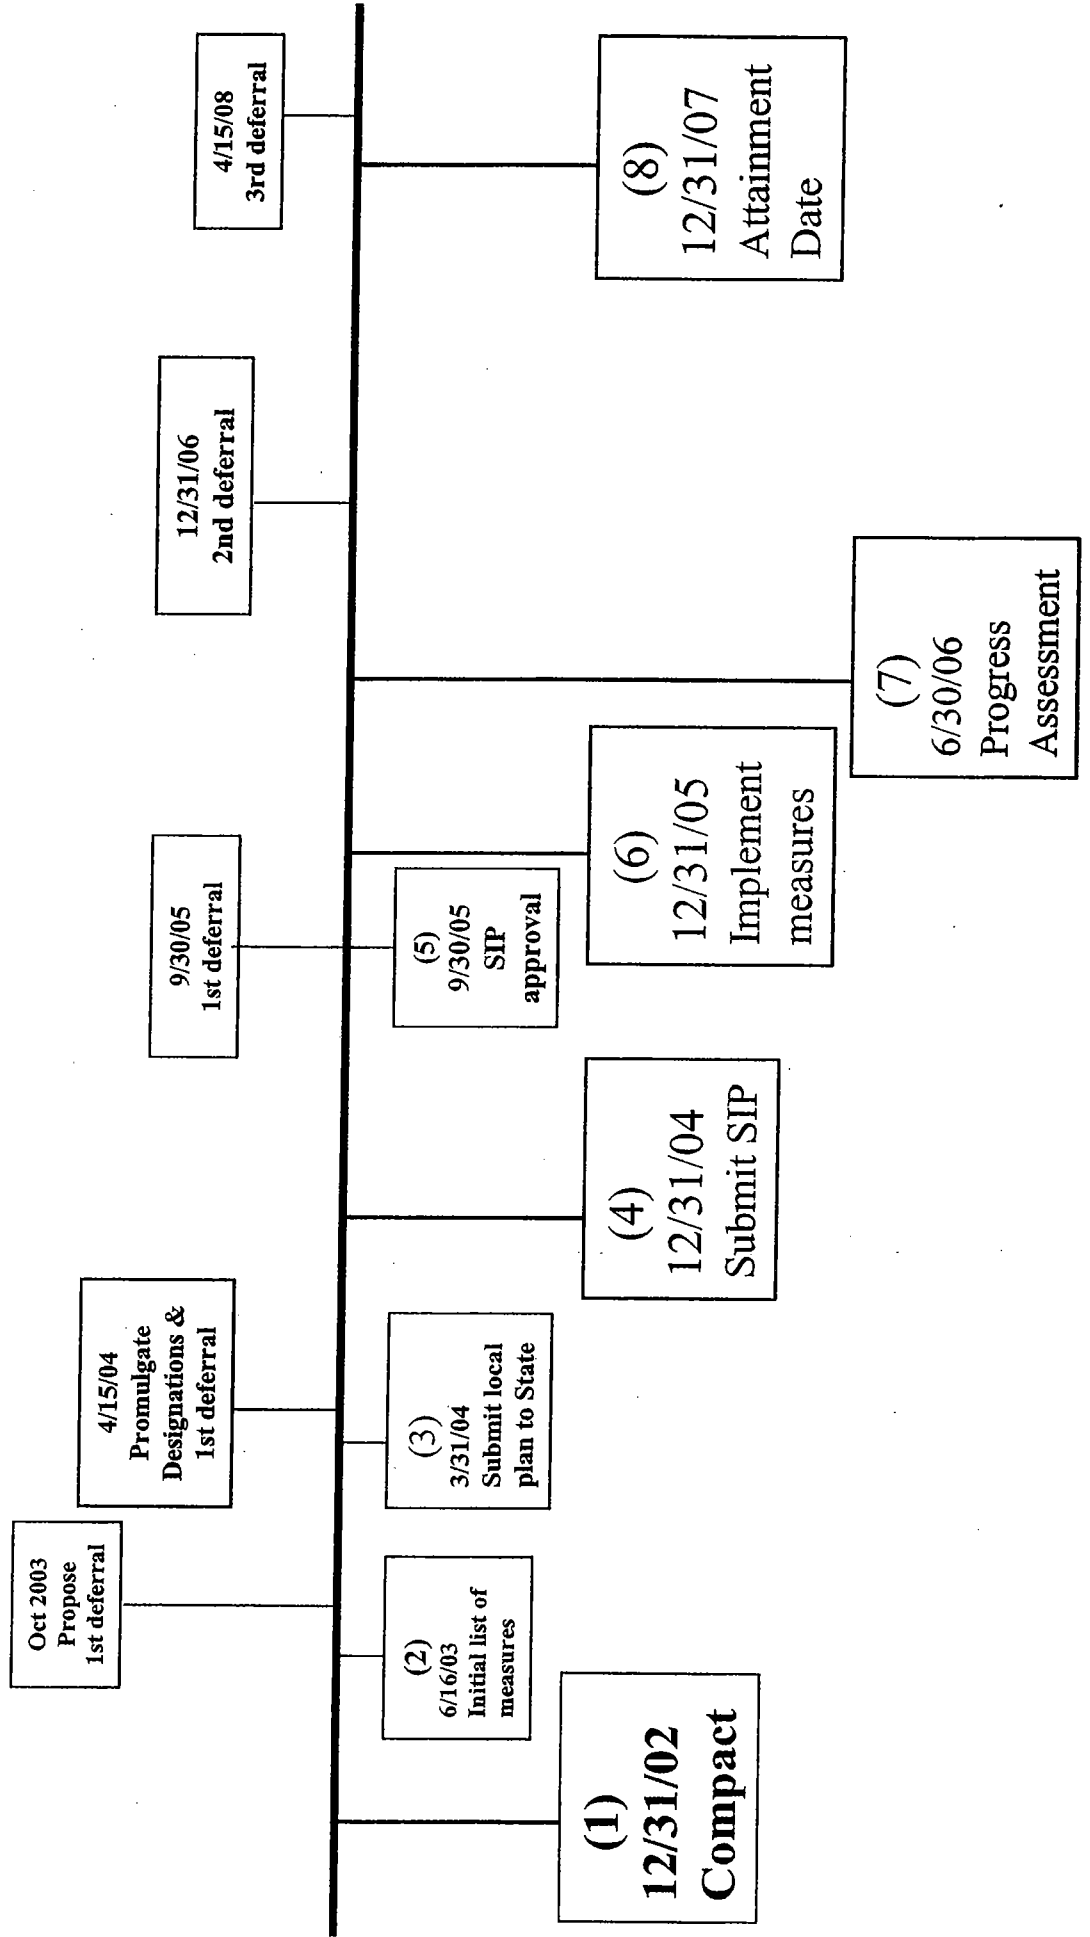 Oct 2003
Propose
1st deferral
4/15/04
Promulgate
Designations &
1st deferral
9/30/05
1st deferral
12/31/06
2nd deferral
4/15/08
3rd deferral
(1)
12/31/02
Compact
(2)
6/16/03
Initial list of
measures
(3)
3/31/04
Submit local
plan to State
(4)
12/31/04
Submit SIP
(5)
9/30/05
SIP
approval
(6)
12/31/05
Implement
measures
(7)
6/30/06
Progress
Assessment
(8)
12/31/07
Attainment
Date